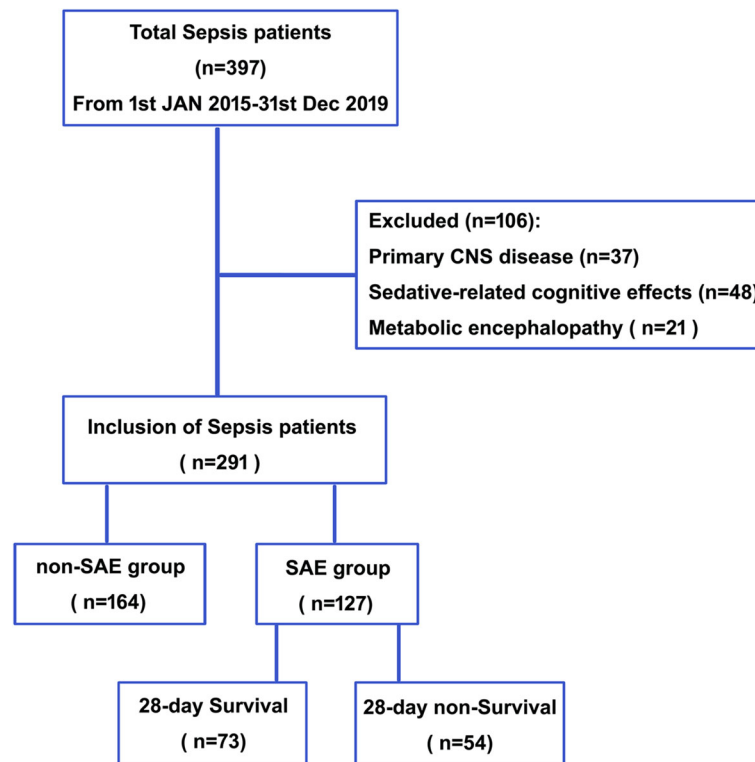 Total Sepsis patients
(n=397)
From 1st JAN 2015-31st Dec 2019
Excluded (n=106):
Primary CNS disease (n=37)
Sedative-related cognitive effects (n=48)
Metabolic encephalopathy ( n=21 )
Inclusion of Sepsis patients
( n=291 )
non-SAE group
( n=164)
SAE group
( n=127)
28-day Survival
( n=73)
28-day non-Survival
( n=54)